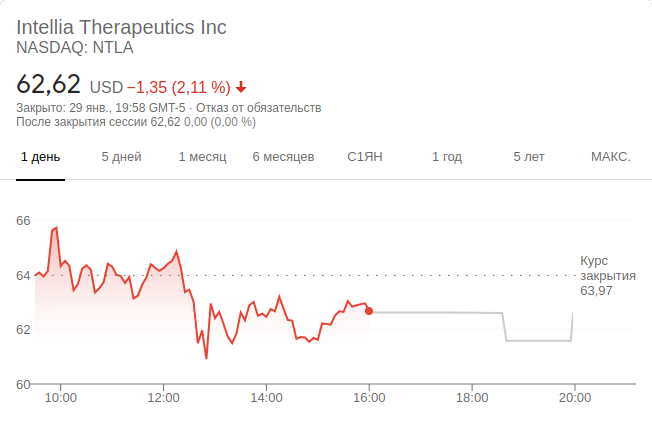 Intellia Therapeutics Inc
NASDAQ: NTLA
62,62 USD −1,35 (2,11 %)
Закрыто: 29 янв., 19:58 GMT-5 · Отказ от обязательств
После закрытия сессии 62,62 0,00 (0,00 %)
1 день 5 дней 1 месяц 6 месяцев С1ЯН 1 год 5 лет МАКС.
66
Курс
64 закрытия
63,97
62
60
10:00 12:00 14:00 16:00 18:00 20:00